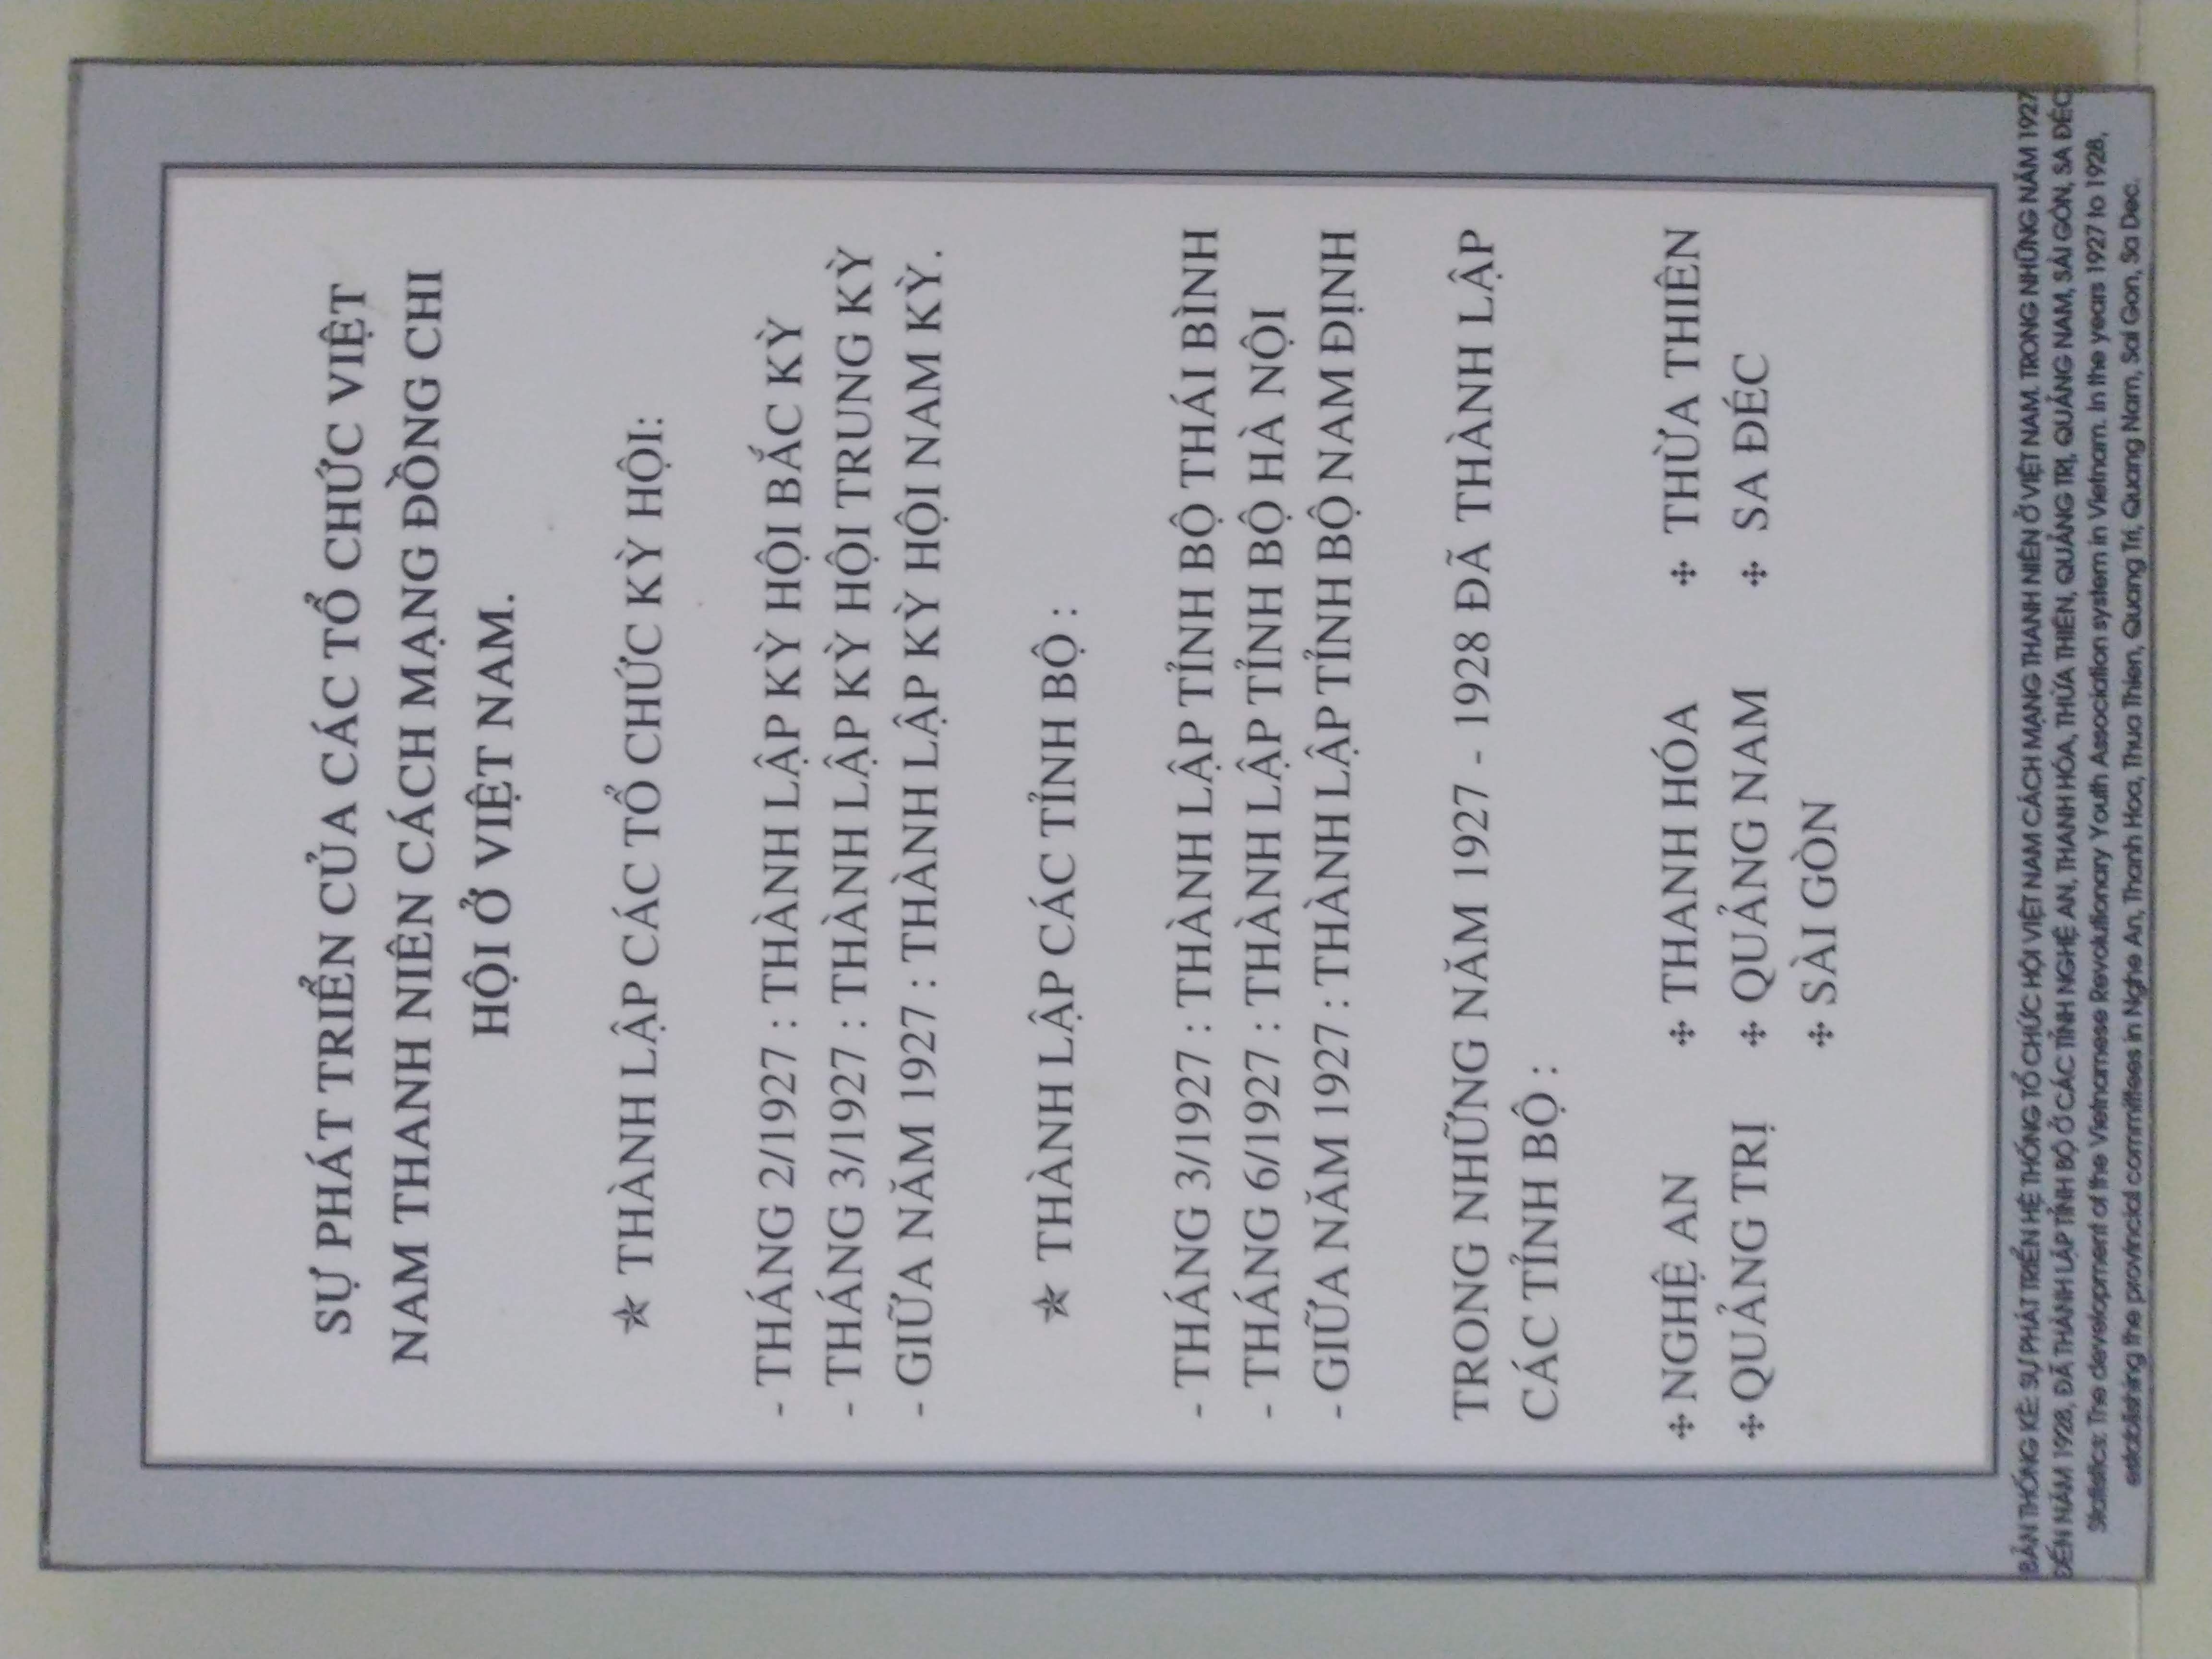 SỰ PHÁT TRIỂN CỦA CÁC TỔ CHỨC VIỆT
NAM THANH NIÊN CÁCH MẠNG ĐỒNG CHI
HỘI Ở VIỆT NAM.
THÀNH LẬP CÁC TỔ CHỨC KỲ HỘI:
- THÁNG 2/1927 : THÀNH LẬP KỲ HỘI BẮC KỲ
- THÁNG 3/1927 : THÀNH LẬP KỲ HỘI TRUNG KỲ
- GIỮA NĂM 1927 : THÀNH LẬP KỲ HỘI NAM KỲ.
THÀNH LẬP CÁC TỈNH BỘ :
- THÁNG 3/1927 : THÀNH LẬP TỈNH BỘ THÁI BÌNH
- THÁNG 6/1927 : THÀNH LẬP TỈNH BỘ HÀ NỘI
- GIỮA NĂM 1927 : THÀNH LẬP TỈNH BỘ NAM ĐỊNH
TRONG NHỮNG NĂM 1927 - 1928 ĐÃ THÀNH LẬP
CÁC TỈNH BỘ :
NGHỆ AN THANH HÓA THỪA THIÊN
QUẢNG TRỊ QUẢNG NAM SA ĐÉC
SÀI GÒN
BẢN THỐNG KÊ: SỰ PHÁT TRIỂN HỆ THỐNG TỔ CHỨC HỘI VIỆT NAM CÁCH MẠNG THANH NIÊN Ở VIỆT NAM. TRONG NHỮNG NĂM 1927
ĐẾN NĂM 1928, ĐÃ THÀNH LẬP TỈNH BỘ Ở CÁC TỈNH NGHỆ AN, THANH HÓA, THỪA THIÊN, QUẢNG TRỊ, QUẢNG NAM, SÀI GÒN, SA ĐÉC
Statistics: The development of the Vietnamese Revolutionary Youth Association system in Vietnam. In the years 1927 to 1928,
establishing the provincial committees in Nghe An, Thanh Hoa, Thua Thien, Quang Tri, Quang Nam, Sai Gon, Sa Dec.